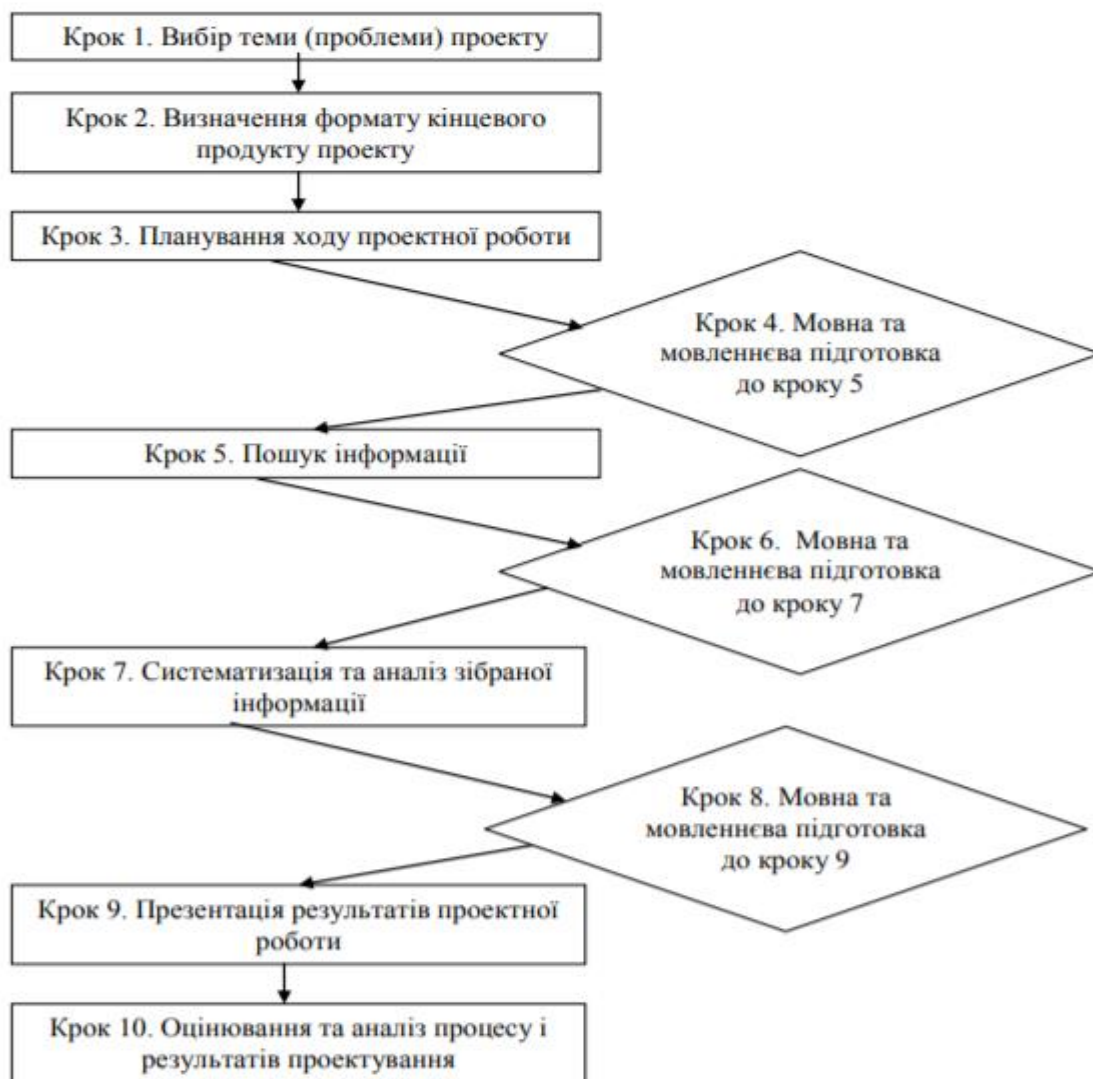 Крок 1. Вибір теми (проблеми) проекту
Крок 2. Визначення формату кінцевого
продукту проекту
Крок 3. Планування ходу проектної роботи
Крок 4. Мовна та
мовленнєва підготовка
до кроку 5
Крок 5. Пошук інформації
Крок 6. Мовна та
мовленнєва підготовка
до кроку 7
Крок 7. Систематизація та аналіз зібраної
інформації
Крок 8. Мовна та
мовленнєва підготовка
до кроку 9
Крок 9. Презентація результатів проектної
роботи
Крок 10. Оцінювання та аналіз процесу і
результатів проектування